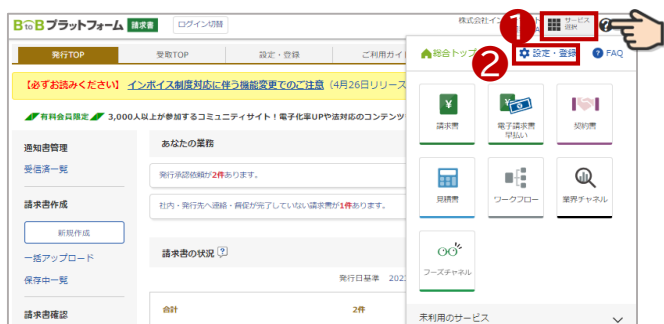 BtoBプラットフォーム 請求書 ログイン切替
株式会社イン
1
サービス
選択
?
発行TOP 受取TOP 設定・登録 ご利用ガイ
総合トップ
2
設定・登録 ? FAQ
【必ずお読みください】 インボイス制度対応に伴う機能変更でのご注意 (4月26日リリース
有料会員限定 3,000人以上が参加するコミュニティサイト！電子化率UPや法対応のコンテンツ
通知書管理
受信済一覧
請求書作成
新規作成
一括アップロード
保存中一覧
請求書確認
あなたの業務
発行承認依頼が2件あります。
社内・発行先へ連絡・督促が完了していない請求書が1件あります。
請求書の状況 ?
発行日基準 202
合計 2件
¥
請求書
¥
電子請求書
早払い
契約書
見積書
ワークフロー
業界チャネル
フーズチャネル
未利用のサービス